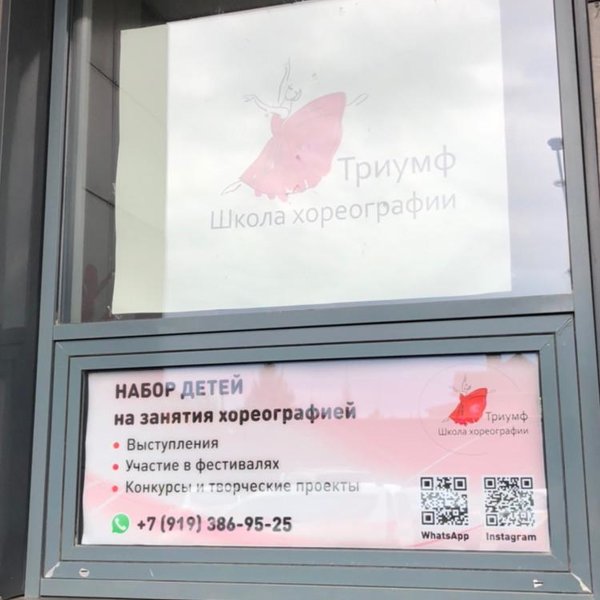 Триумф
Школа хореографии
НАБОР ДЕТЕЙ
на занятия хореографией
• Выступления
• Участие в фестивалях
• Конкурсы и творческие проекты
+7 (919) 386-95-25
Триумф
Школа хореографии
WhatsApp
Instagram